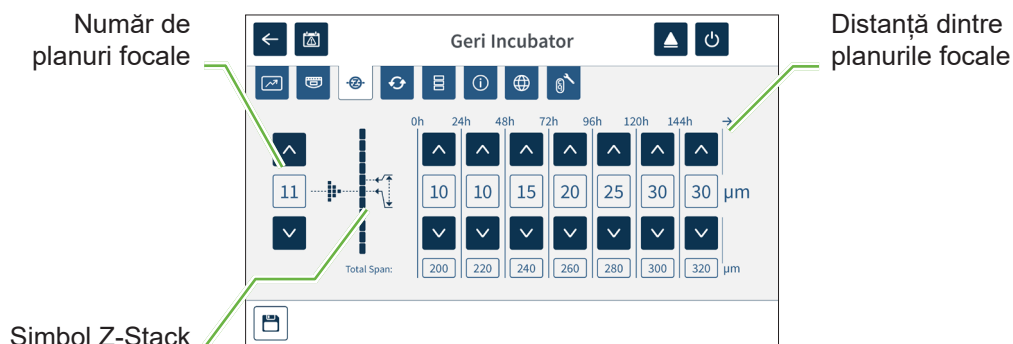 Număr de
planuri focale
Geri Incubator
Distanță dintre
planurile focale
0h 24h 48h 72h 96h 120h 144h →
11 10 10 15 20 25 30 30 μm
Total Span: 200 220 240 260 280 300 320 μm
Simbol Z-Stack